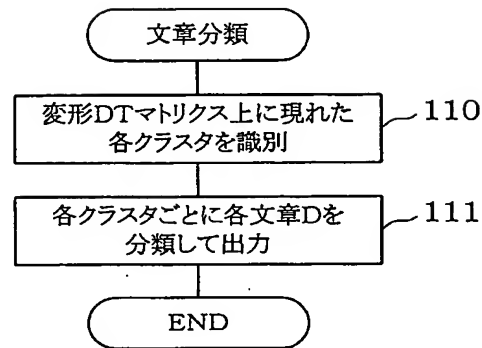 文章分類
変形DTマトリクス上に現れた
各クラスタを識別
110
各クラスタごとに各文章Dを
分類して出力
111
END